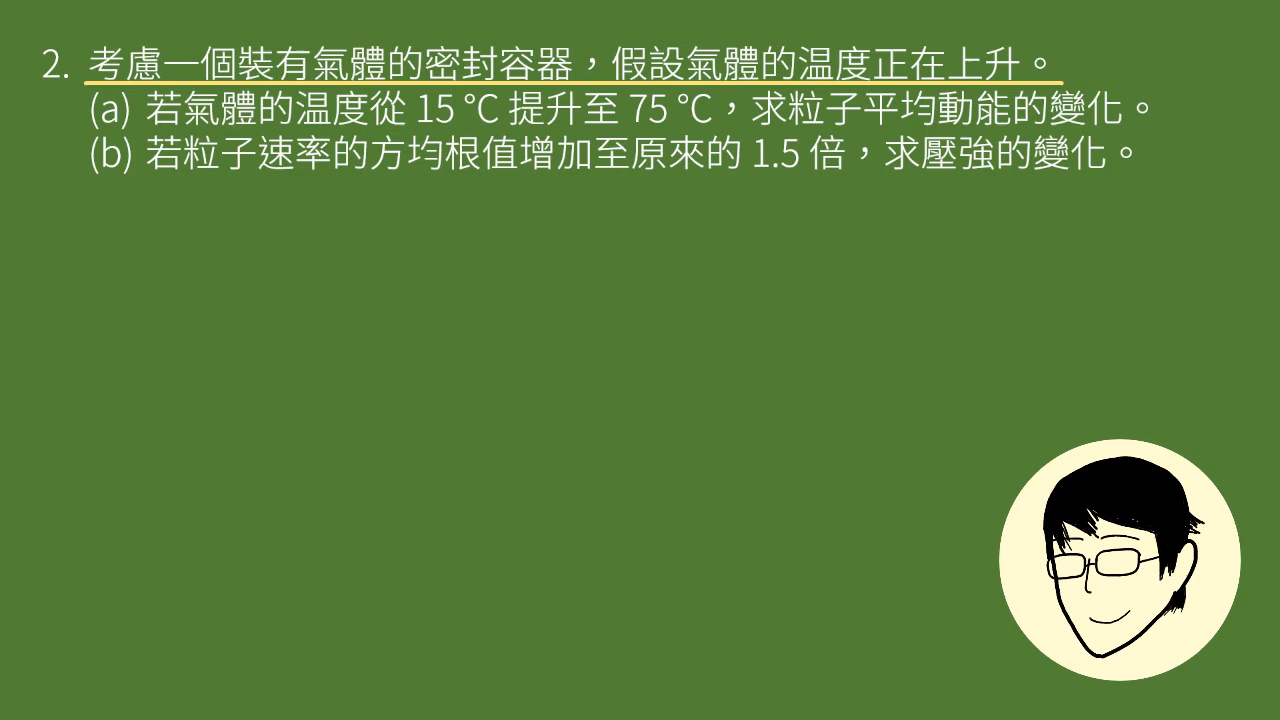 2. 考慮一個裝有氣體的密封容器，假設氣體的温度正在上升。
(a) 若氣體的温度從 15 °C 提升至 75 °C，求粒子平均動能的變化。
(b) 若粒子速率的方均根值增加至原來的 1.5 倍，求壓強的變化。